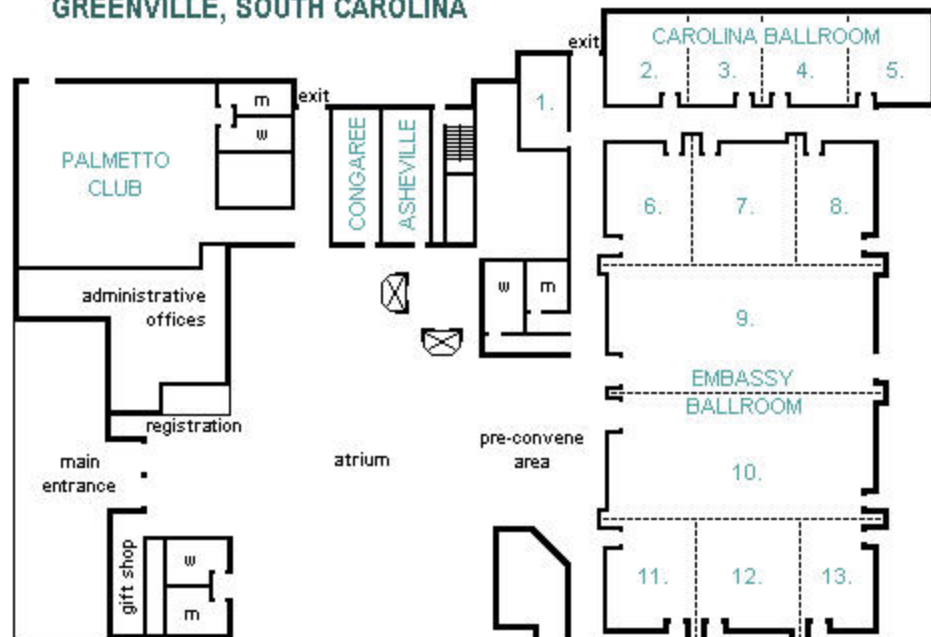 GREENVILLE, SOUTH CAROLINA
exit
CAROLINA BALLROOM
2.
3.
4.
5.
m
exit
1.
w
PALMETTO
CLUB
CONGAREE
ASHEVILLE
6.
7.
8.
w
m
administrative
offices
9.
EMBASSY
BALLROOM
registration
atrium
pre-convene
area
main
entrance
10.
gift shop
w
m
11.
12.
13.